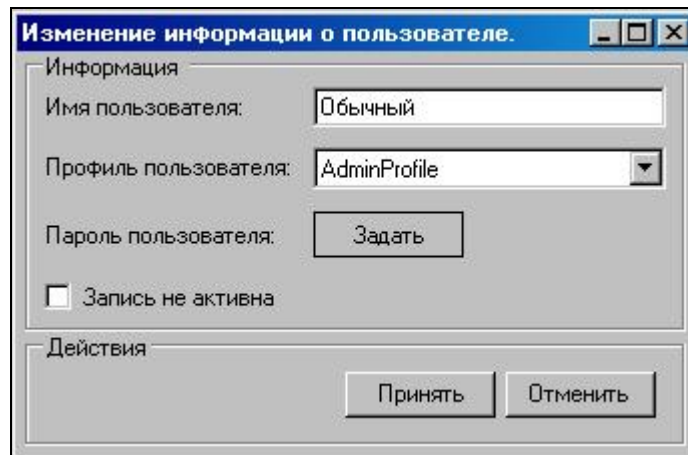 Изменение информации о пользователе.
Информация
Имя пользователя: Обычный
Профиль пользователя: AdminProfile
Пароль пользователя: Задать
Запись не активна
Действия
Принять Отменить